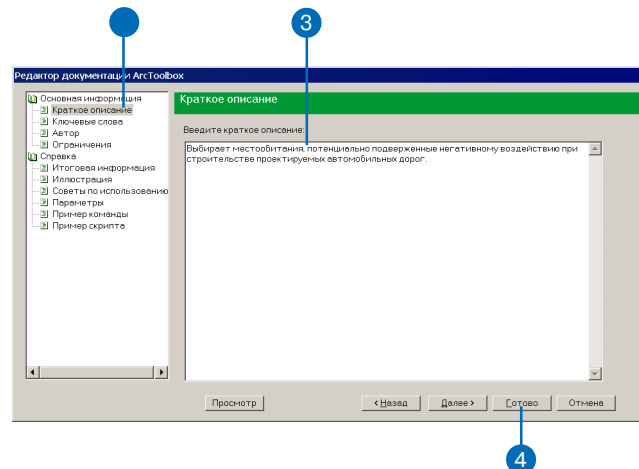 3
Редактор документации ArcToolbox
Основная информация
Краткое описание
Ключевые слова
Автор
Ограничения
Справка
Итоговая информация
Иллюстрация
Советы по использованию
Параметры
Пример команды
Пример скрипта
Краткое описание
Введите краткое описание:
Выбирает местообитания, потенциально подверженные негативному воздействию при
строительстве проектируемых автомобильных дорог.
Просмотр
< Назад
Далее >
Готово
Отмена
4